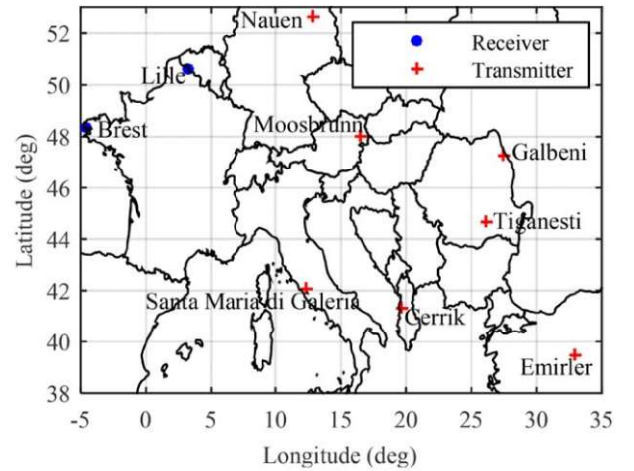 52
50
48
46
44
42
40
38
-5
0
5
10
15
20
25
30
35
Latitude (deg)
Longitude (deg)
Receiver
Transmitter
Nauen
Lille
Brest
Moosbrunn
Galbeni
Tiganesti
Santa Maria di Galeria
Cerrik
Emirler